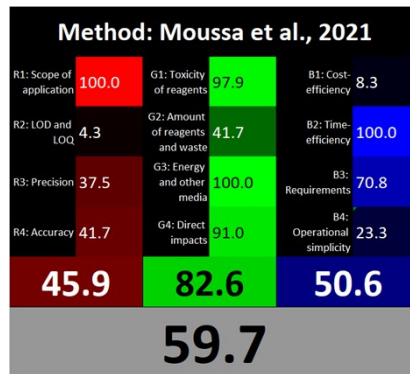 Method: Moussa et al., 2021
R1: Scope of
application
100.0
G1: Toxicity
of reagents
97.9
B1: Cost-
efficiency
8.3
R2: LOD and
LOQ
4.3
G2: Amount
of reagents
and waste
41.7
B2: Time-
efficiency
100.0
R3: Precision
37.5
G3: Energy
and other
media
100.0
B3:
Requirements
70.8
R4: Accuracy
41.7
G4: Direct
impacts
91.0
B4:
Operational
simplicity
23.3
45.9
82.6
50.6
59.7